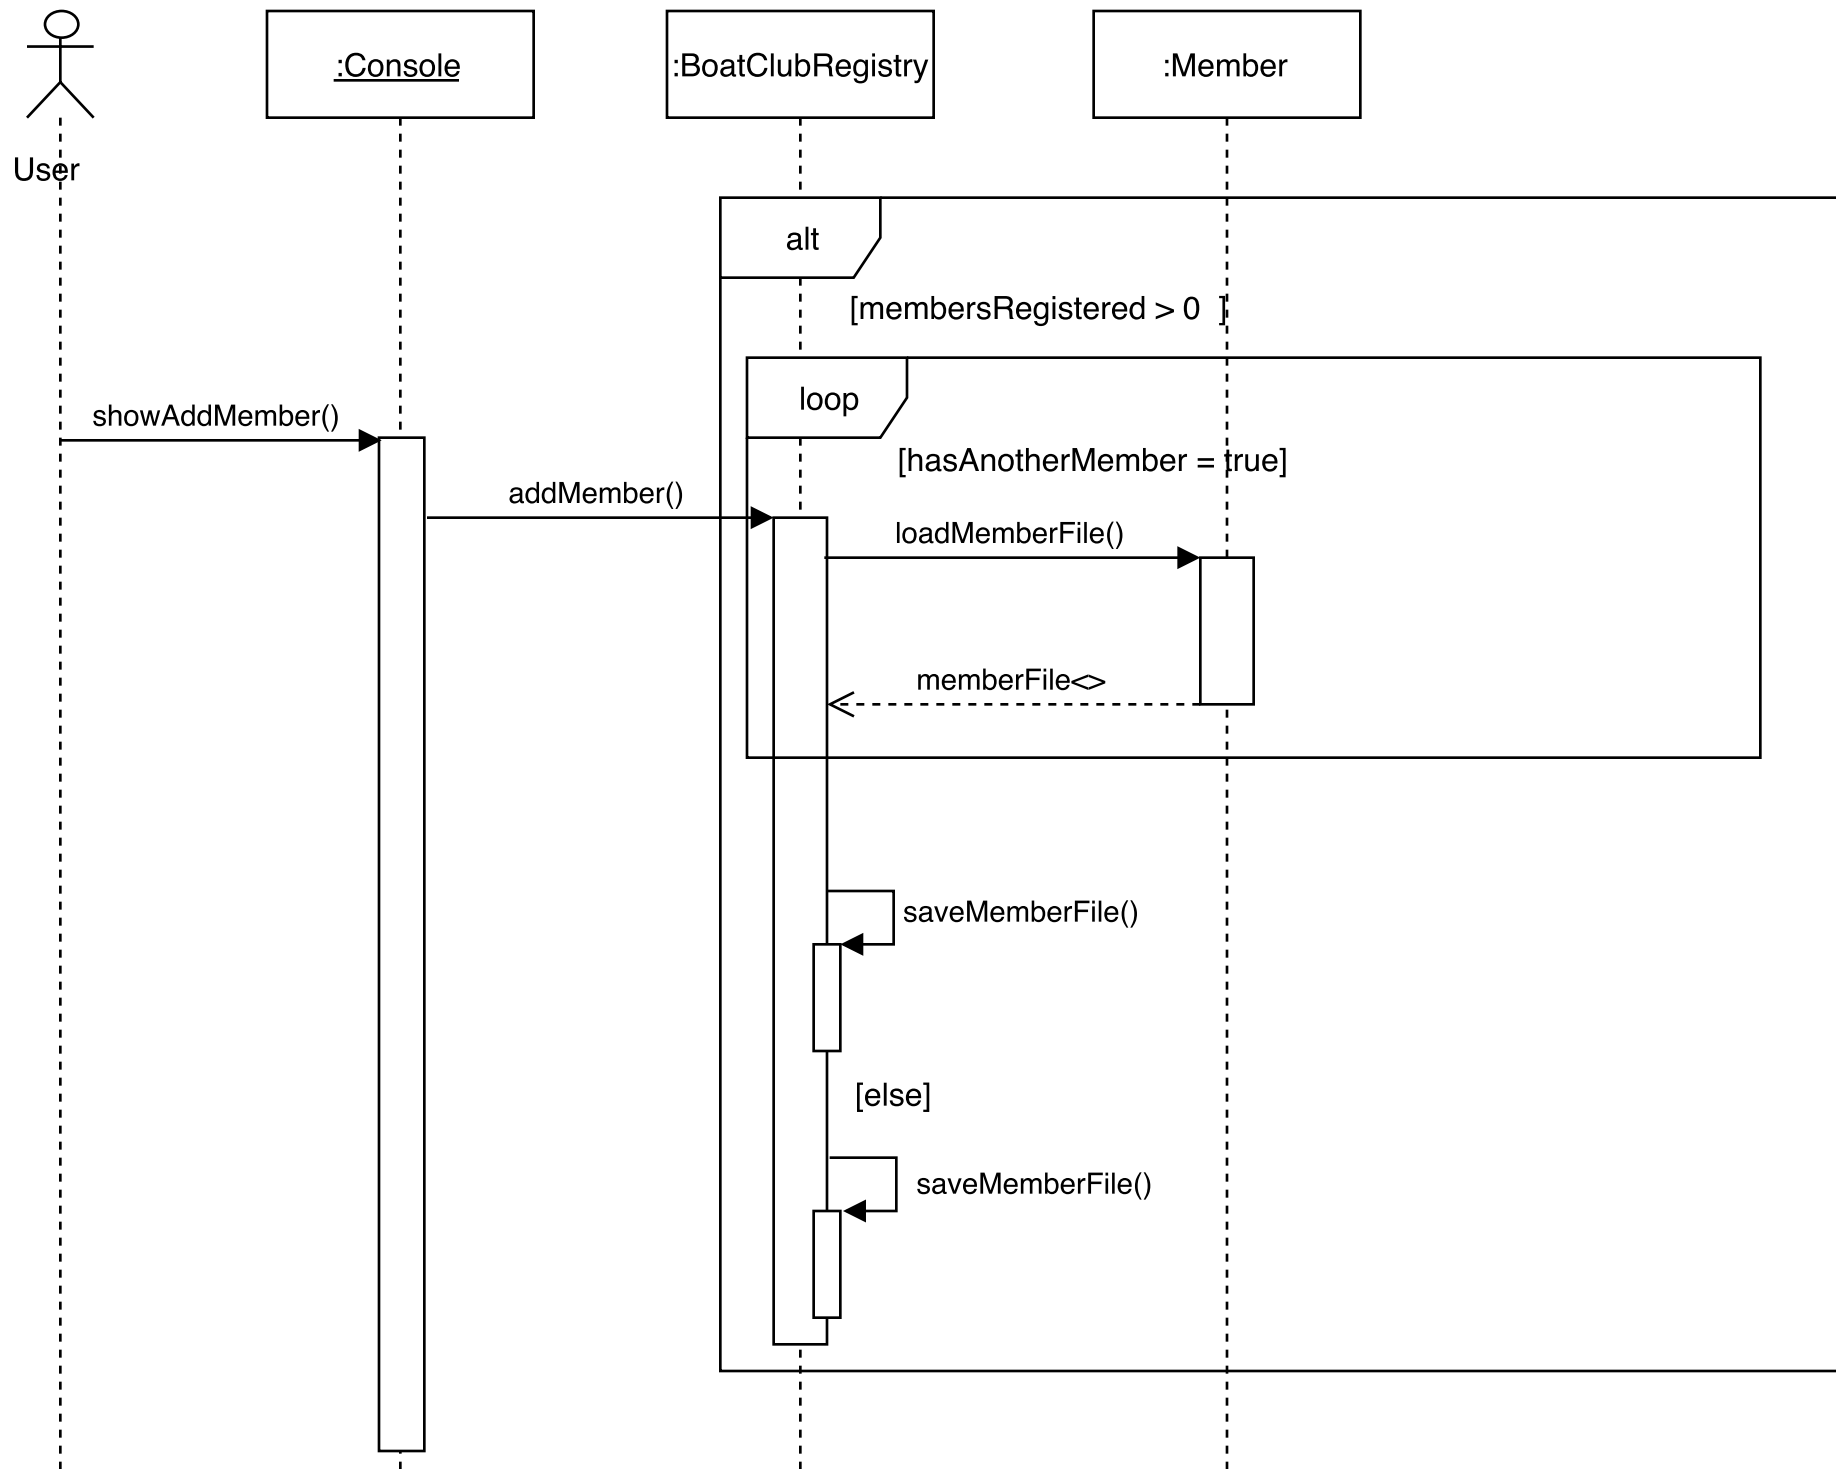 :Console
:BoatClubRegistry
:Member
User
alt
[membersRegistered > 0  ]
loop
showAddMember()
[hasAnotherMember = true]
addMember()
loadMemberFile()
memberFile<>
saveMemberFile()
[else]
saveMemberFile()